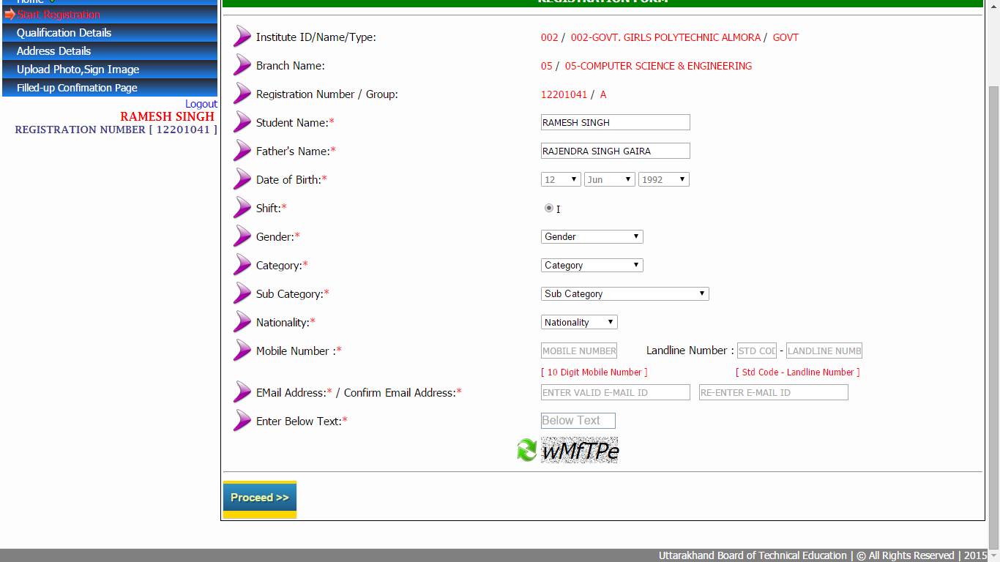 Home
Start Registration
Qualification Details
Address Details
Upload Photo,Sign Image
Filled-up Confimation Page
Logout
RAMESH SINGH
REGISTRATION NUMBER [ 12201041 ]
REGISTRATION FORM
Institute ID/Name/Type: 002 / 002-GOVT. GIRLS POLYTECHNIC ALMORA / GOVT
Branch Name: 05 / 05-COMPUTER SCIENCE & ENGINEERING
Registration Number / Group: 12201041 / A
Student Name:* RAMESH SINGH
Father's Name:* RAJENDRA SINGH GAIRA
Date of Birth:* 12 Jun 1992
Shift:* I
Gender:* Gender
Category:* Category
Sub Category:* Sub Category
Nationality:* Nationality
Mobile Number :* MOBILE NUMBER Landline Number : STD COD - LANDLINE NUMB
[ 10 Digit Mobile Number ] [ Std Code - Landline Number ]
EMail Address:* / Confirm Email Address:* ENTER VALID E-MAIL ID RE-ENTER E-MAIL ID
Enter Below Text:* Below Text
wMfTPe
Proceed >>
Uttarakhand Board of Technical Education | © All Rights Reserved | 2015